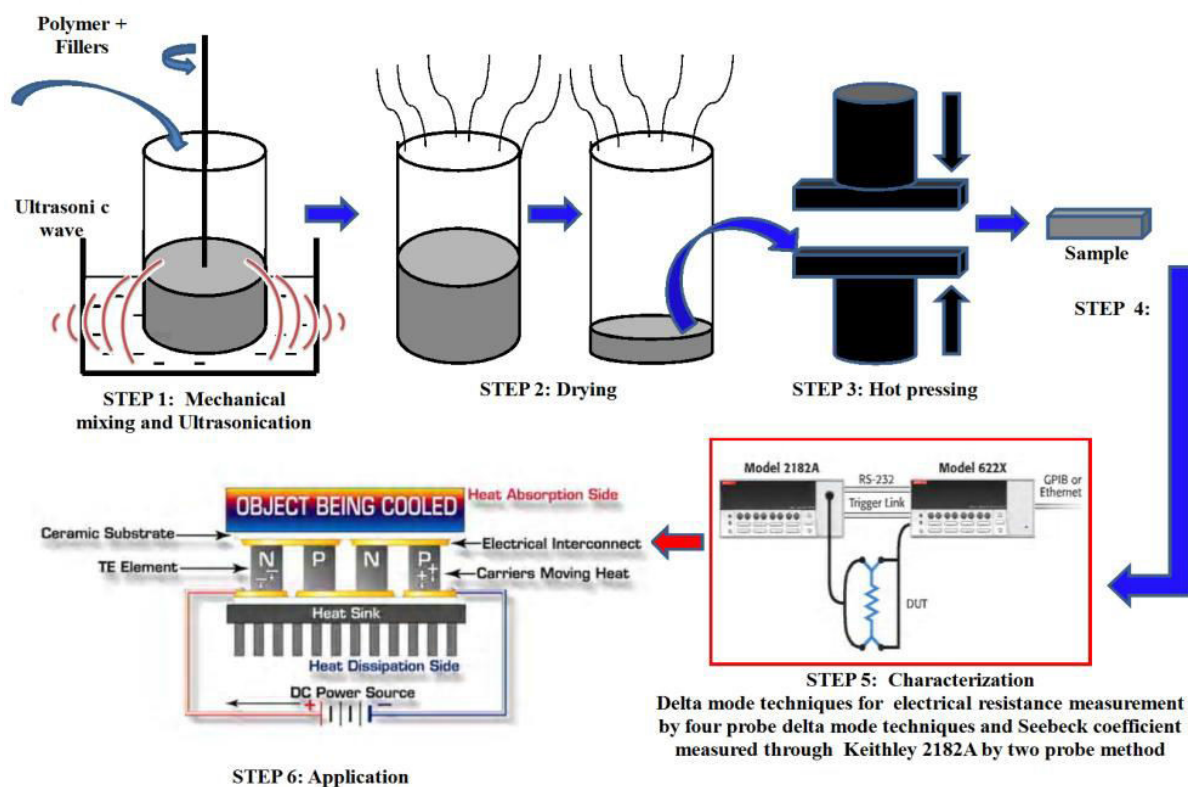 Polymer +
Fillers
Ultrasoni c
wave
STEP 1: Mechanical
mixing and Ultrasonication
STEP 2: Drying
STEP 3: Hot pressing
Sample
STEP 4:
OBJECT BEING COOLED
Heat Absorption Side
Ceramic Substrate
N P N P
Electrical Interconnect
TE Element
Carriers Moving Heat
Heat Sink
Heat Dissipation Side
DC Power Source
+ −
STEP 6: Application
Model 2182A
Model 622X
RS-232
Trigger Link
GPIB or
Ethernet
DUT
STEP 5: Characterization
Delta mode techniques for electrical resistance measurement
by four probe delta mode techniques and Seebeck coefficient
measured through Keithley 2182A by two probe method